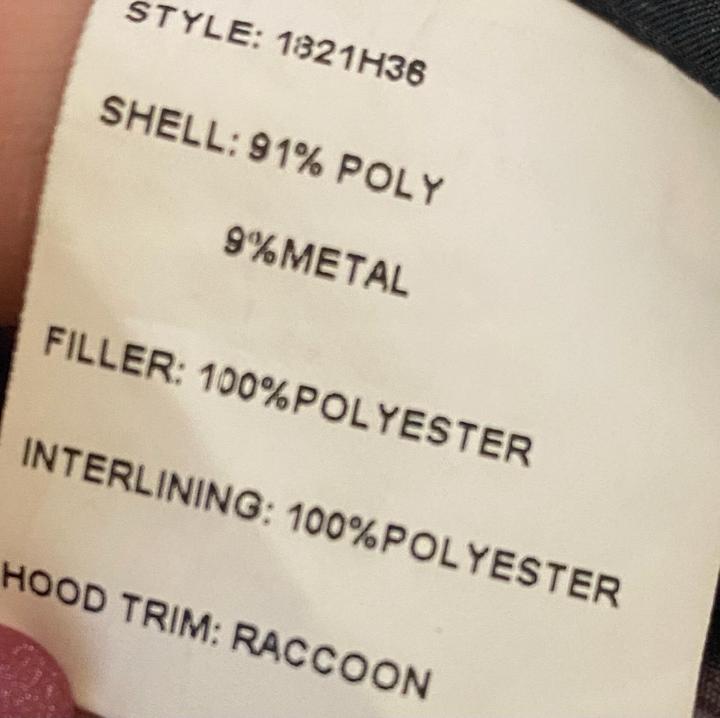 STYLE: 1821H36
SHELL: 91% POLY
9%METAL
FILLER: 100%POLYESTER
INTERLINING: 100%POLYESTER
HOOD TRIM: RACCOON